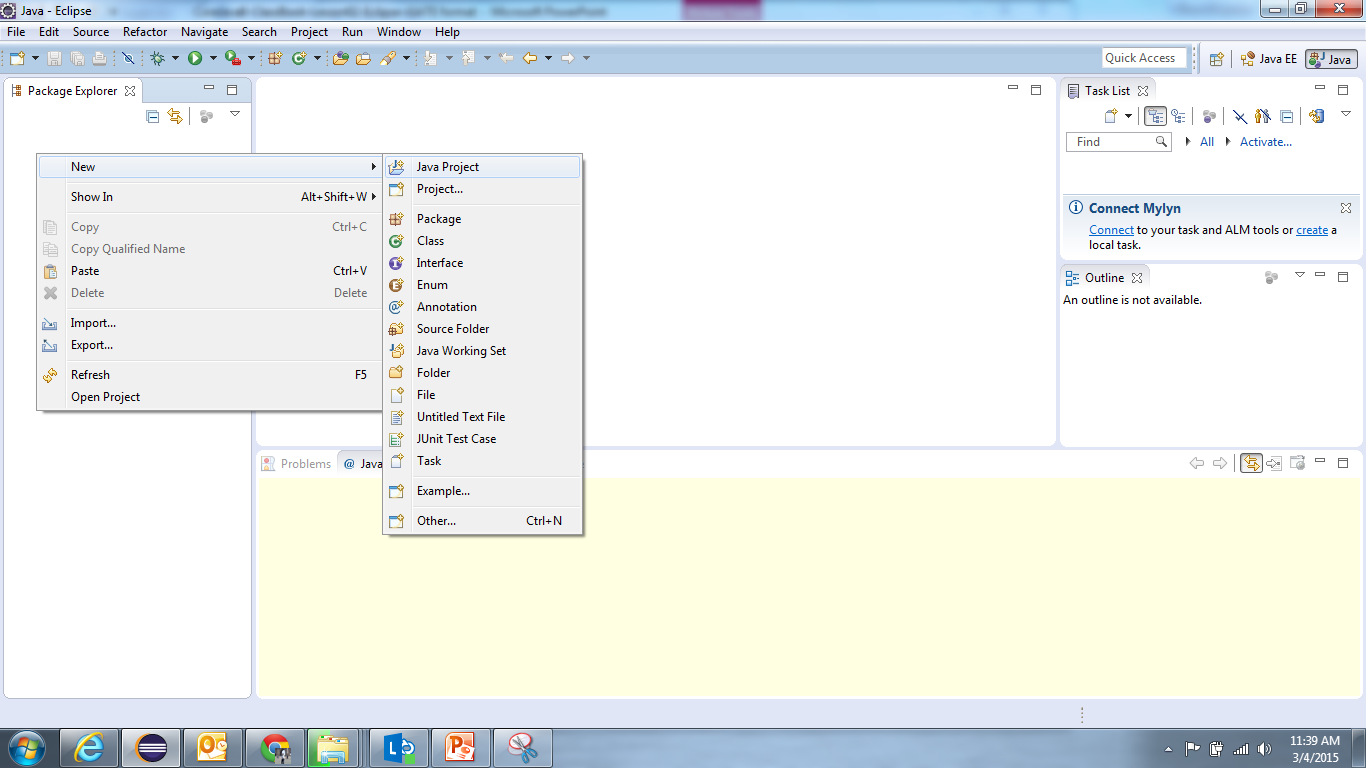 Java - Eclipse
File Edit Source Refactor Navigate Search Project Run Window Help
Quick Access
Java EE
Java
Package Explorer
Task List
Find
All
Activate...
New
Java Project
Project...
Show In Alt+Shift+W
Copy Ctrl+C
Copy Qualified Name
Paste Ctrl+V
Delete Delete
Import...
Export...
Refresh F5
Open Project
Package
Class
Interface
Enum
Annotation
Source Folder
Java Working Set
Folder
File
Untitled Text File
JUnit Test Case
Task
Example...
Other... Ctrl+N
Connect Mylyn
Connect to your task and ALM tools or create a
local task.
Outline
An outline is not available.
Problems
@ Java
11:39 AM
3/4/2015